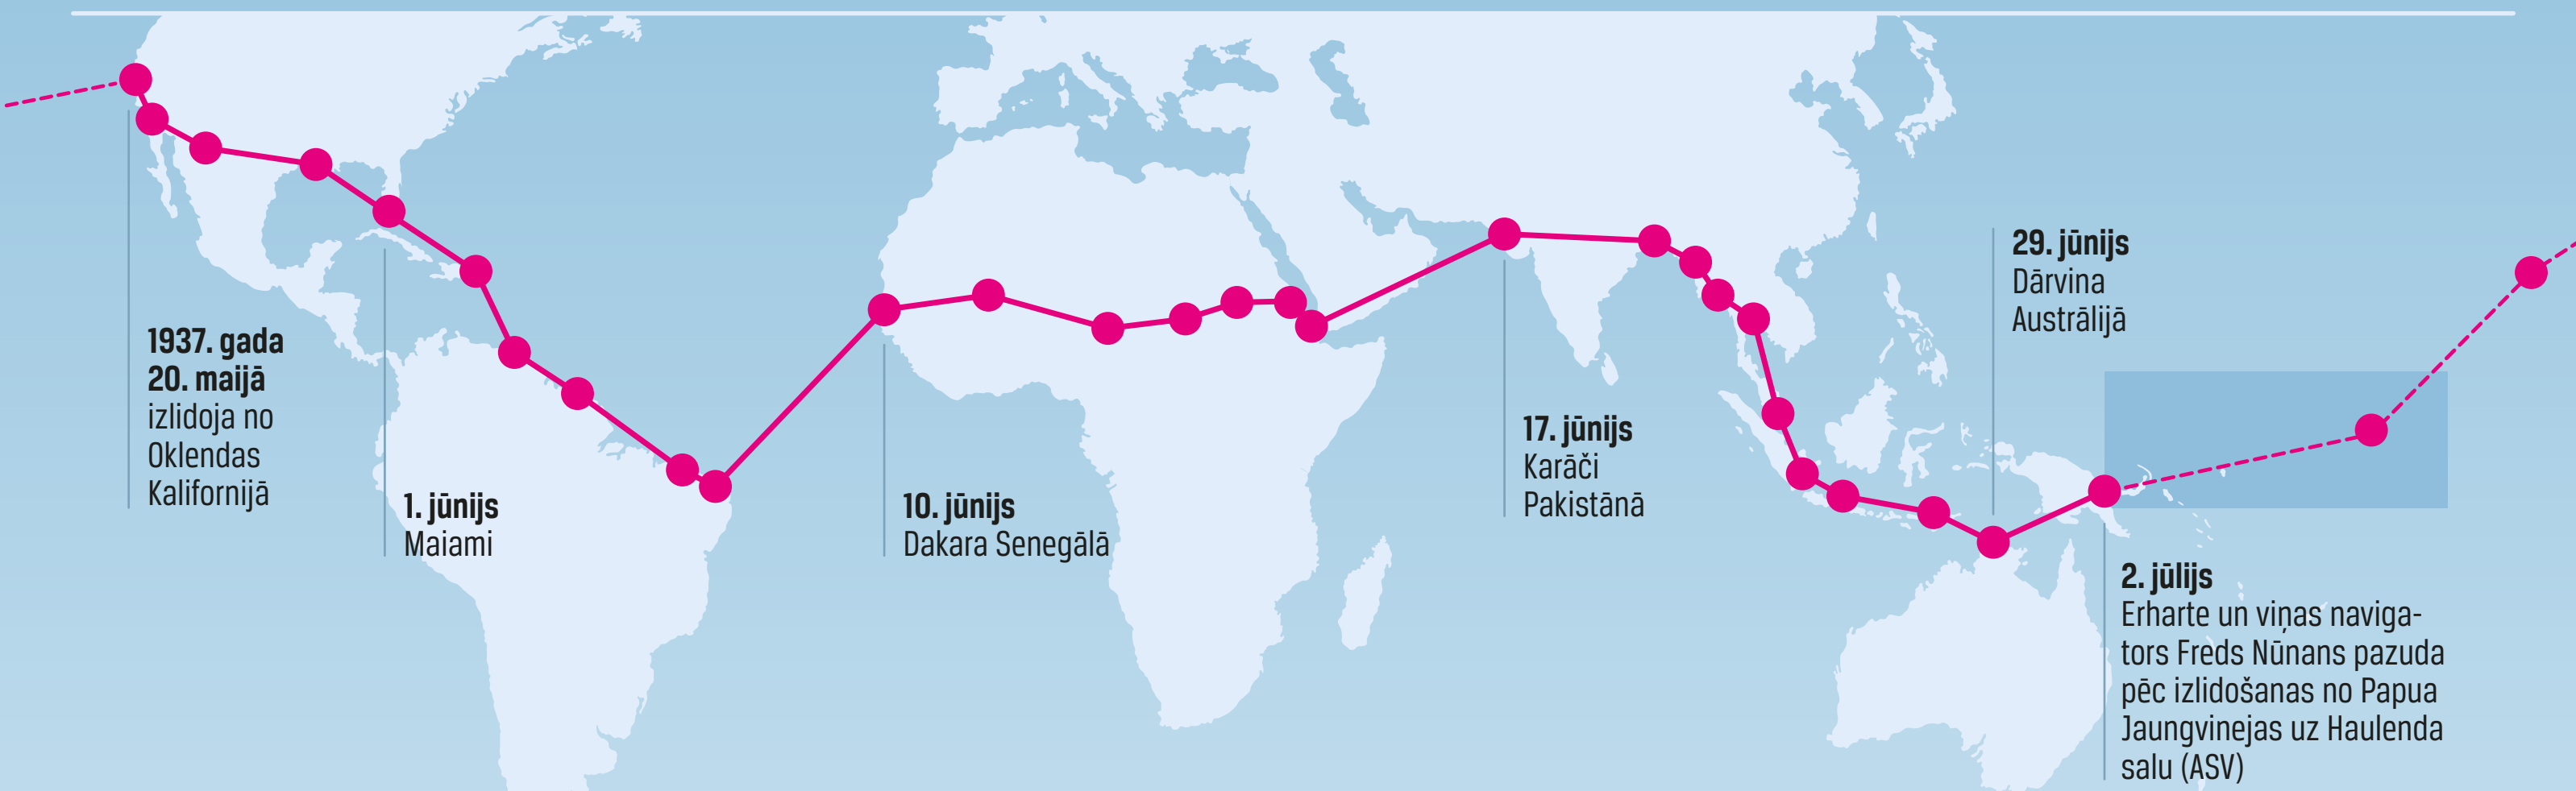 1937. gada
20. maijā
izlidoja no
Oklendas
Kalifornijā
1. jūnijs
Maiami
10. jūnijs
Dakara Senegālā
17. jūnijs
Karāči
Pakistānā
29. jūnijs
Dārvina
Austrālijā
2. jūlijs
Erharte un viņas naviga-
tors Freds Nūnans pazuda
pēc izlidošanas no Papua
Jaungvinejas uz Haulenda
salu (ASV)